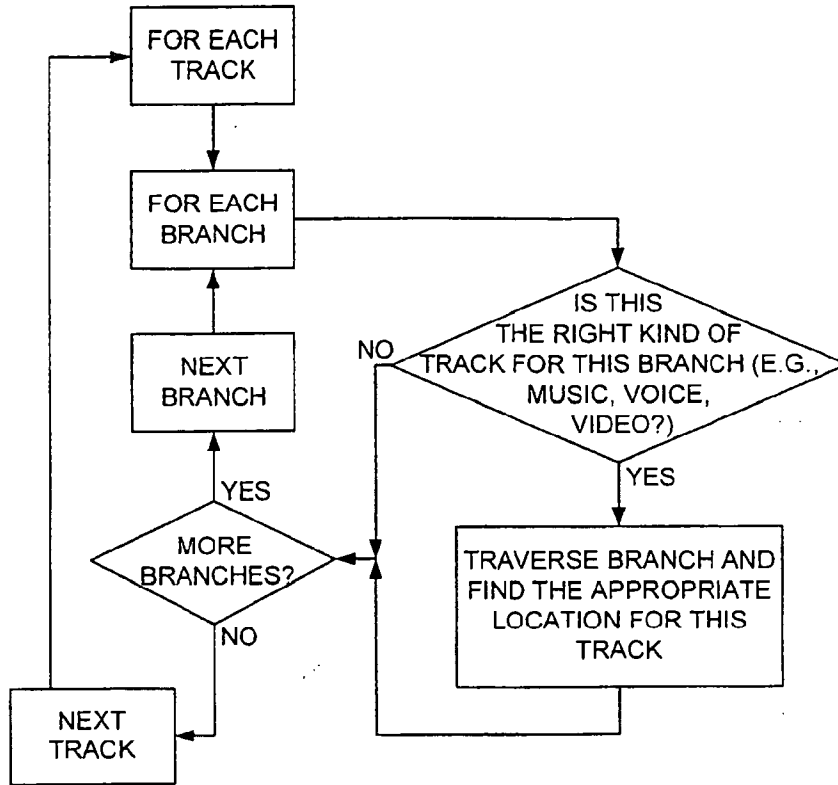 FOR EACH
TRACK
FOR EACH
BRANCH
IS THIS
THE RIGHT KIND OF
TRACK FOR THIS BRANCH (E.G.,
MUSIC, VOICE,
VIDEO?)
NO
YES
NEXT
BRANCH
YES
MORE
BRANCHES?
NO
TRAVERSE BRANCH AND
FIND THE APPROPRIATE
LOCATION FOR THIS
TRACK
NEXT
TRACK